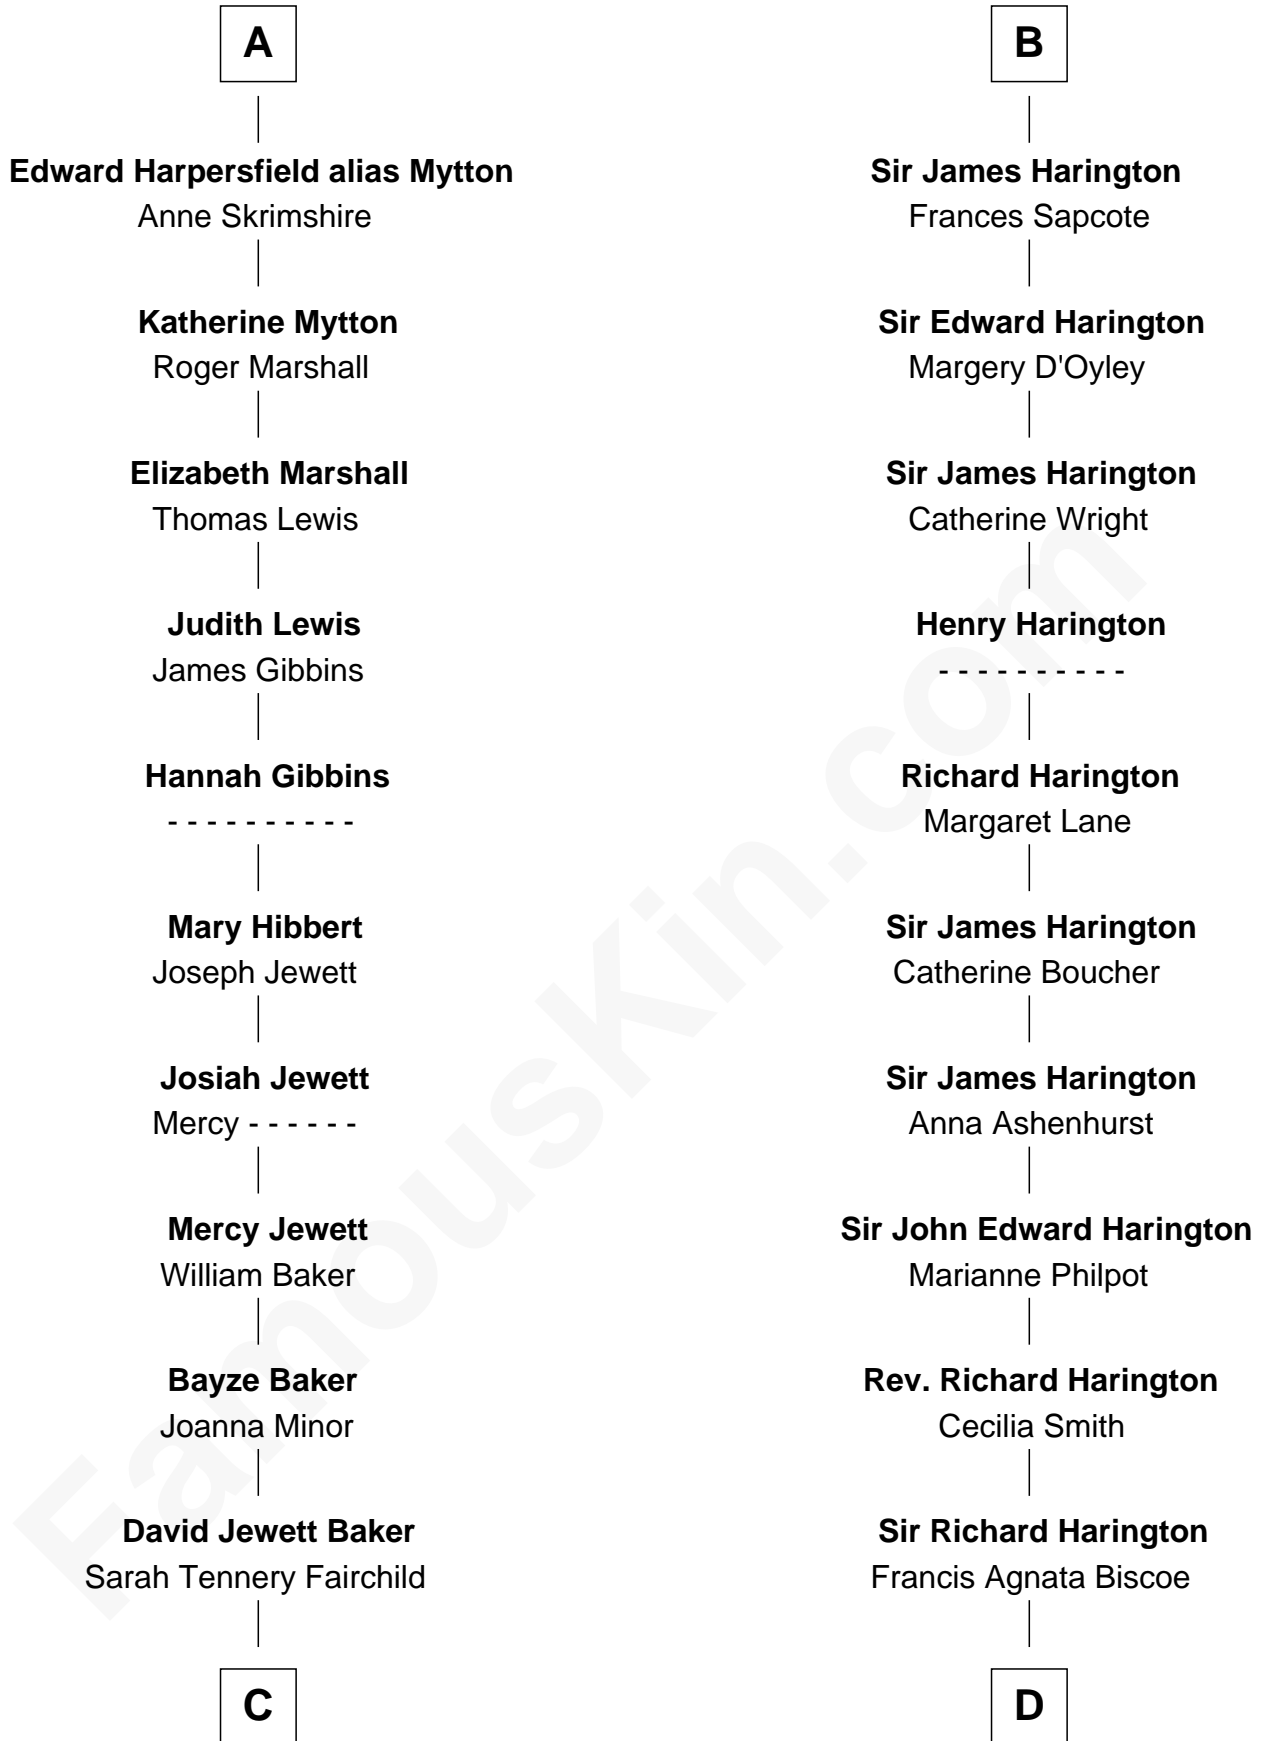 A
Edward Harpersfield alias Mytton
Anne Skrimshire
Katherine Mytton
Roger Marshall
Elizabeth Marshall
Thomas Lewis
Judith Lewis
James Gibbins
Hannah Gibbins
- - - - - - - - - -
Mary Hibbert
Joseph Jewett
Josiah Jewett
Mercy - - - - - -
Mercy Jewett
William Baker
Bayze Baker
Joanna Minor
David Jewett Baker
Sarah Tennery Fairchild
C
B
Sir James Harington
Frances Sapcote
Sir Edward Harington
Margery D'Oyley
Sir James Harington
Catherine Wright
Henry Harington
- - - - - - - - - -
Richard Harington
Margaret Lane
Sir James Harington
Catherine Boucher
Sir James Harington
Anna Ashenhurst
Sir John Edward Harington
Marianne Philpot
Rev. Richard Harington
Cecilia Smith
Sir Richard Harington
Francis Agnata Biscoe
D
FamousKin.com